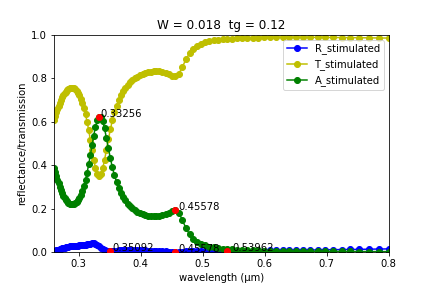 W = 0.018 tg = 0.12
reflectance/transmission
1.0
0.8
0.6
0.4
0.2
0.0
R_stimulated
T_stimulated
A_stimulated
0.33256
0.45578
0.35092
0.45578
0.53962
0.3
0.4
0.5
0.6
0.7
0.8
wavelength (μm)